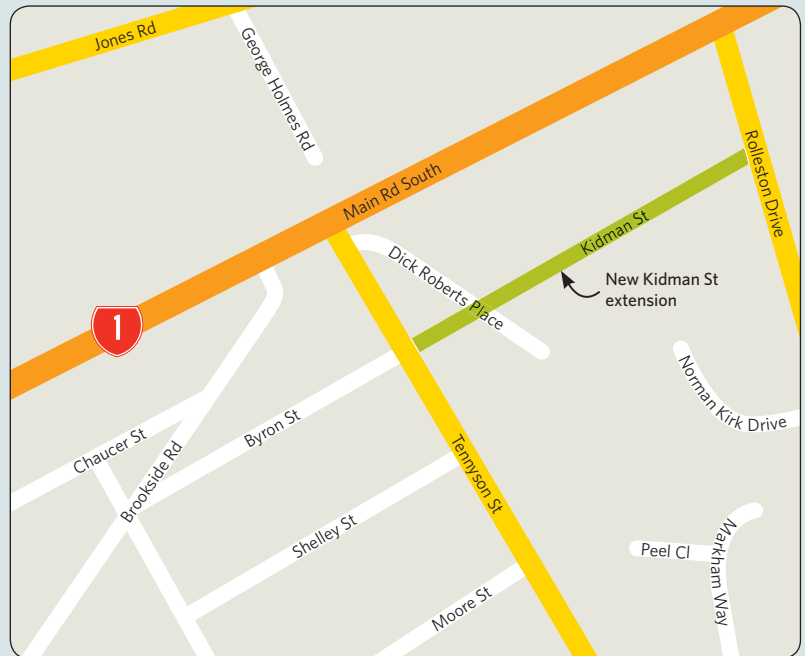 Jones Rd
George Holmes Rd
Main Rd South
Rolleston Drive
Kidman St
Dick Roberts Place
New Kidman St
extension
1
Norman Kirk Drive
Chaucer St
Byron St
Brookside Rd
Tennyson St
Shelley St
Peel Cl
Markham Way
Moore St